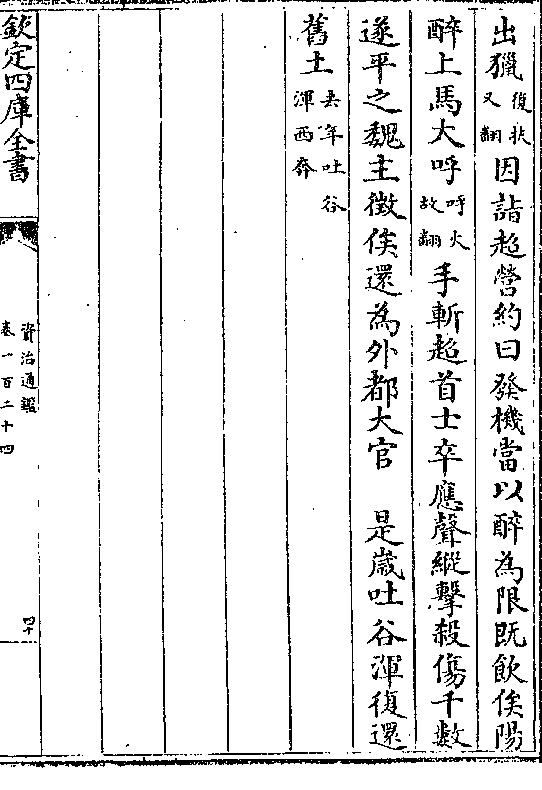 出獵復扶又翻因詣超營約曰發機當以醉為限既飲俟陽
醉上馬大呼呼火故翻手斬超首士卒應聲縱擊殺傷千數
遂平之魏主徵俟還為外都大官　是歲吐谷渾復還
舊土去年吐谷渾西奔
欽定四庫全書
資治通鑑
卷一百二十四
四十